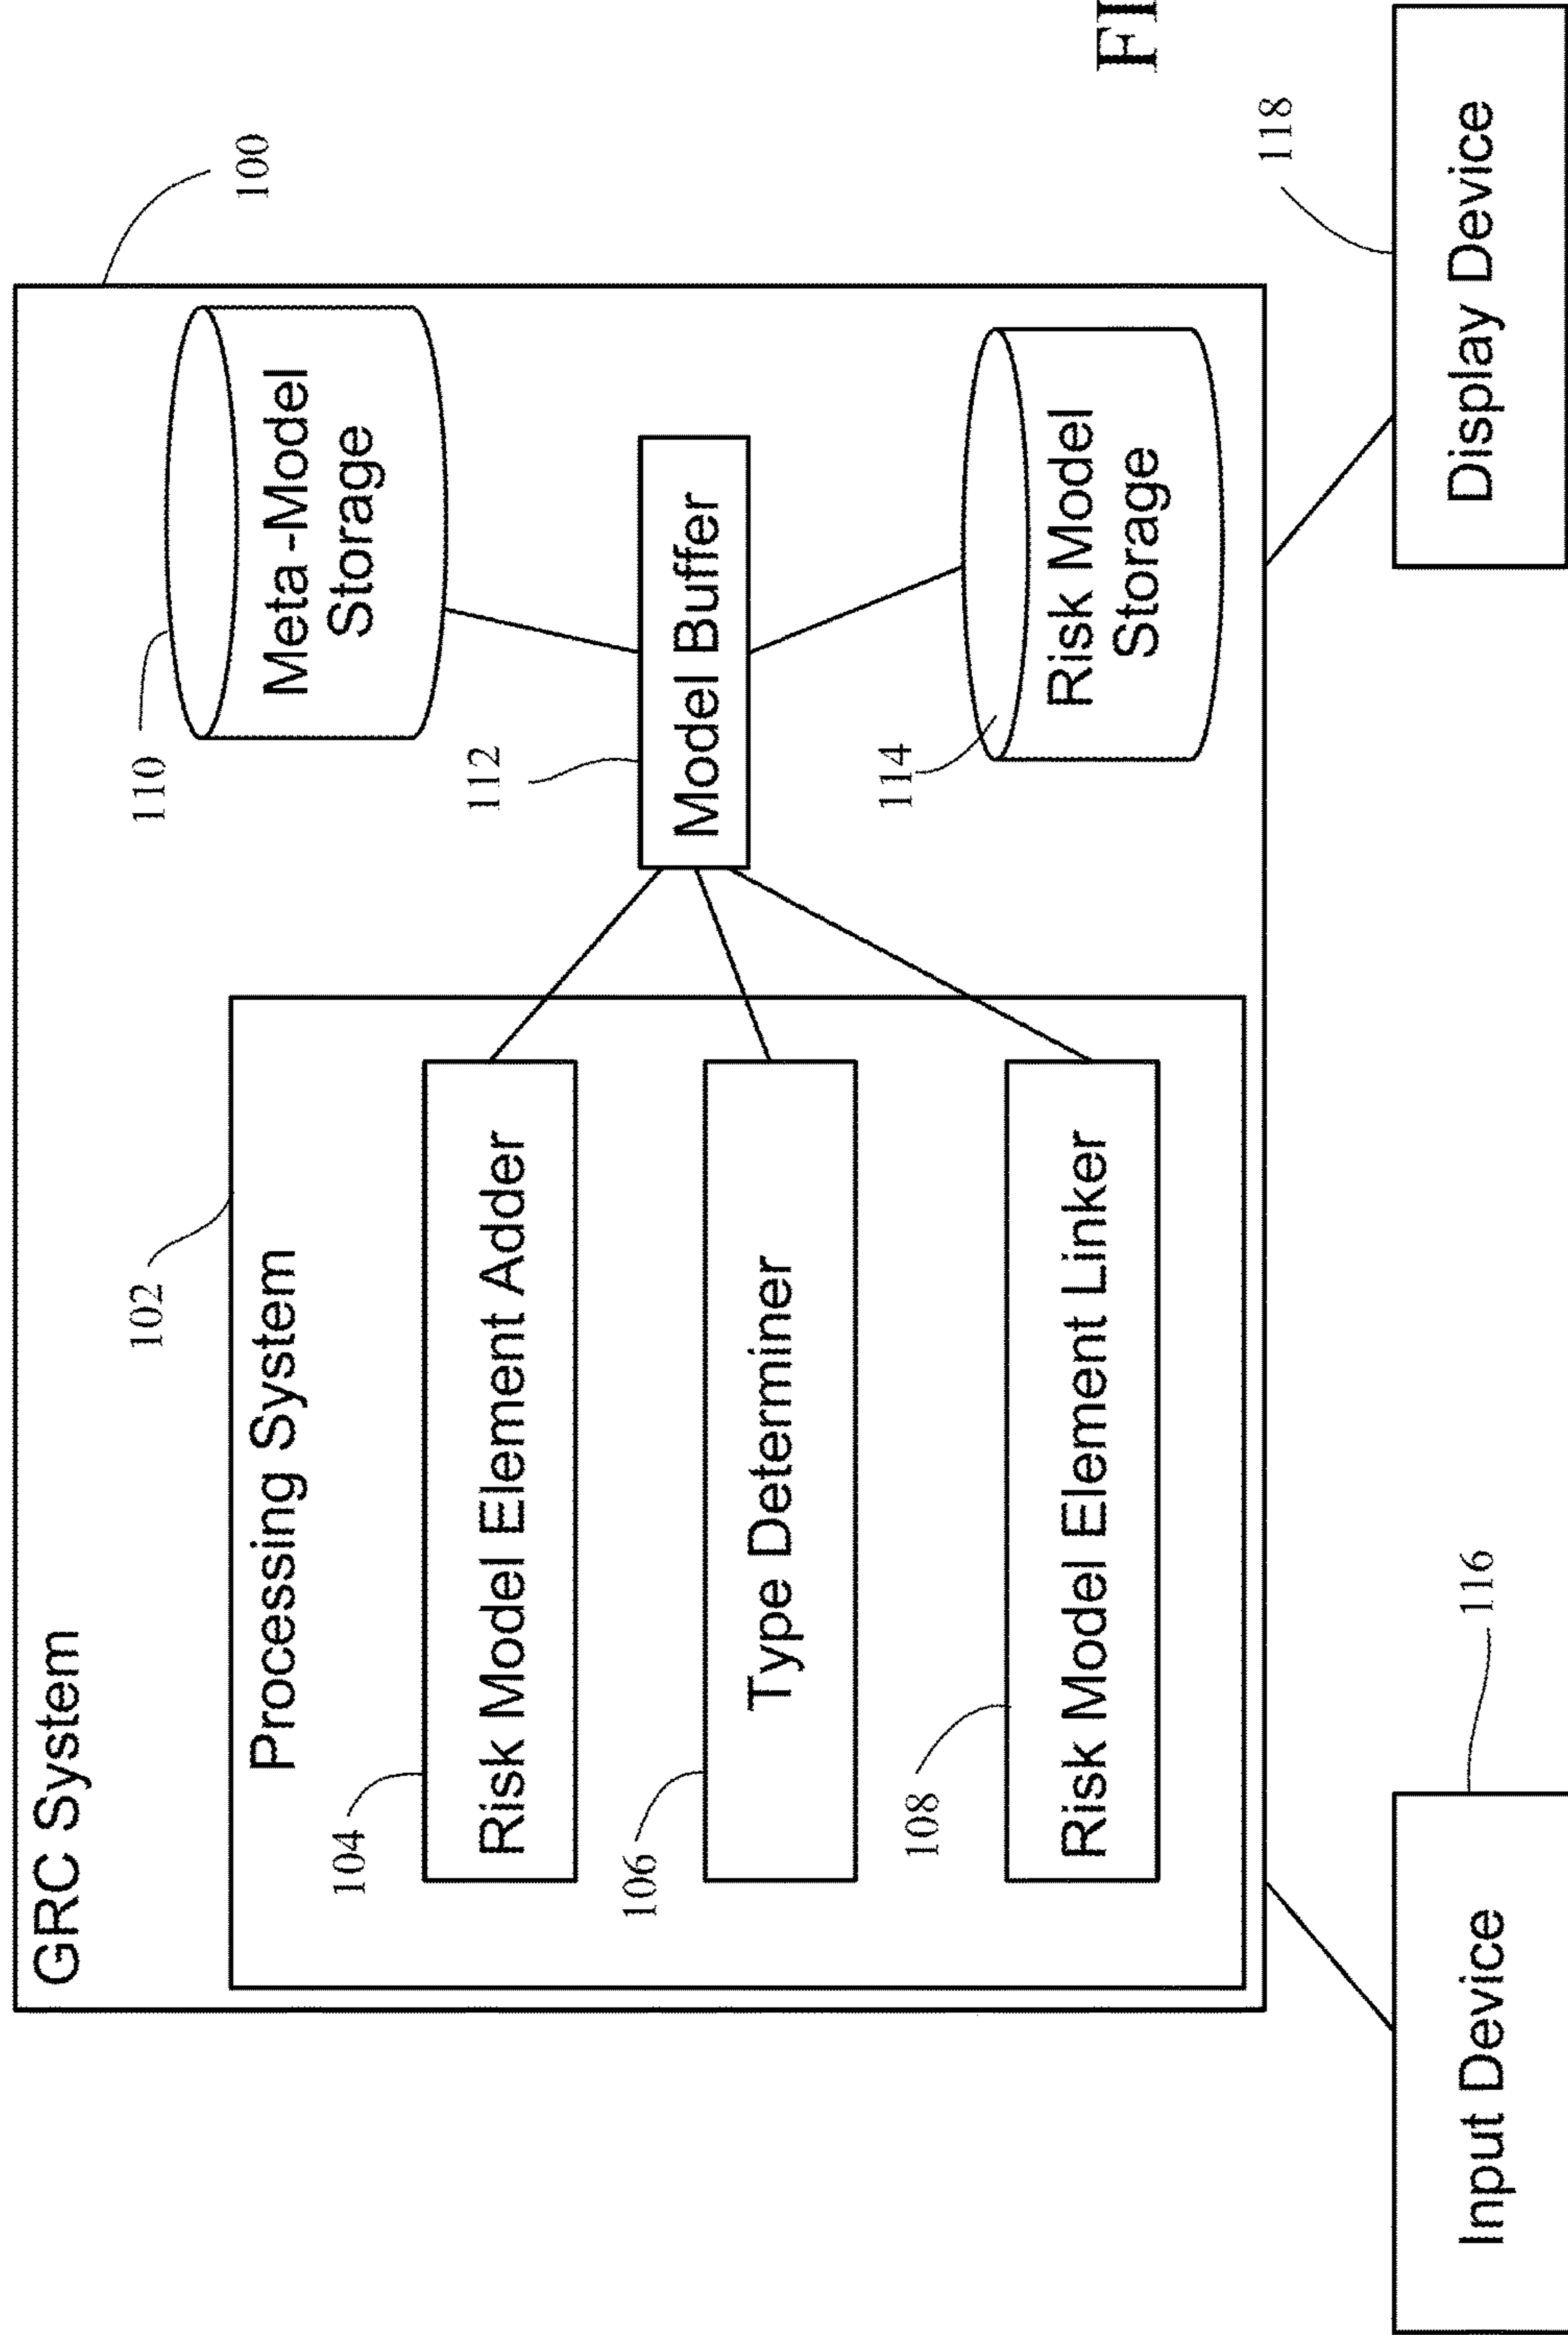 GRC System
100
102
110
Processing System
Meta-Model
Storage
104
Risk Model Element Adder
112
Model Buffer
106
Type Determiner
114
108
Risk Model Element Linker
Risk Model
Storage
FI
118
116
Input Device
Display Device